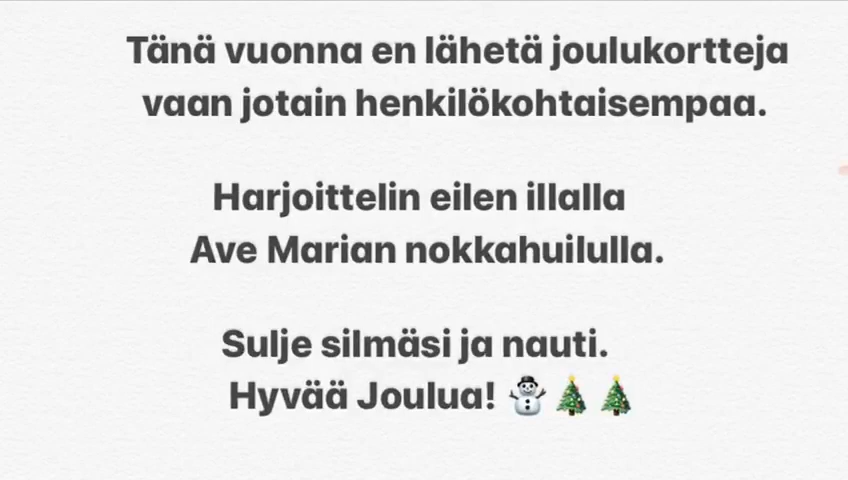 Tänä vuonna en lähetä joulukortteja
vaan jotain henkilökohtaisempaa.
Harjoittelin eilen illalla
Ave Marian nokkahuilulla.
Sulje silmäsi ja nauti.
Hyvää Joulua! ☃️🎄🎄